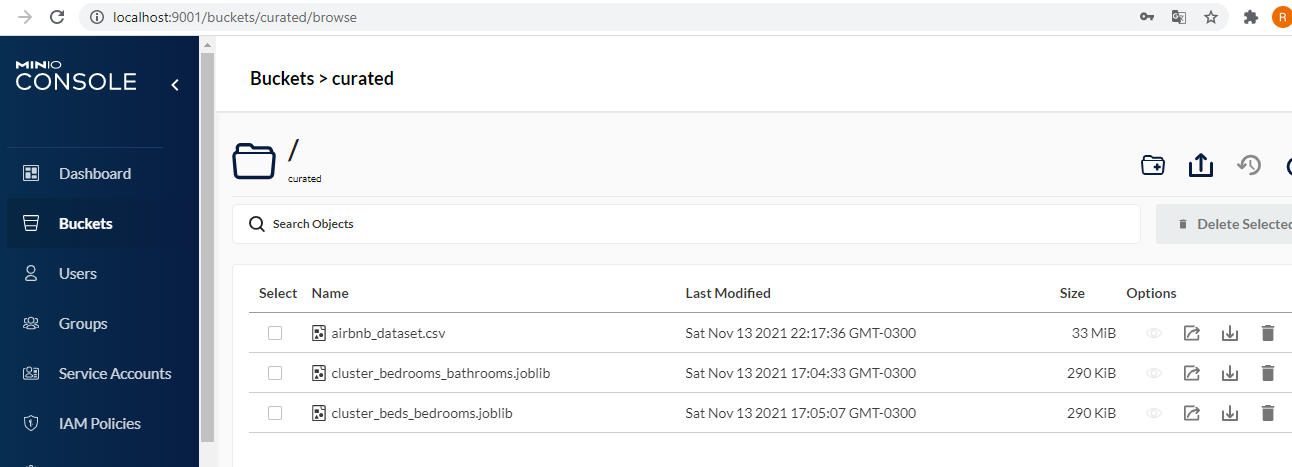 localhost:9001/buckets/curated/browse
R
MINIO
CONSOLE
Buckets > curated
/
curated
Dashboard
Buckets
Users
Groups
Service Accounts
IAM Policies
Search Objects
Delete Selected
Select Name Last Modified Size Options
airbnb_dataset.csv Sat Nov 13 2021 22:17:36 GMT-0300 33 MiB
cluster_bedrooms_bathrooms.joblib Sat Nov 13 2021 17:04:33 GMT-0300 290 KiB
cluster_beds_bedrooms.joblib Sat Nov 13 2021 17:05:07 GMT-0300 290 KiB